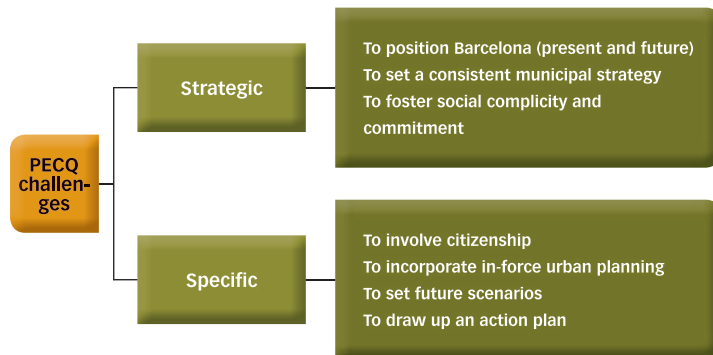 PECQ
challen-
ges
Strategic
To position Barcelona (present and future)
To set a consistent municipal strategy
To foster social complicity and
commitment
Specific
To involve citizenship
To incorporate in-force urban planning
To set future scenarios
To draw up an action plan